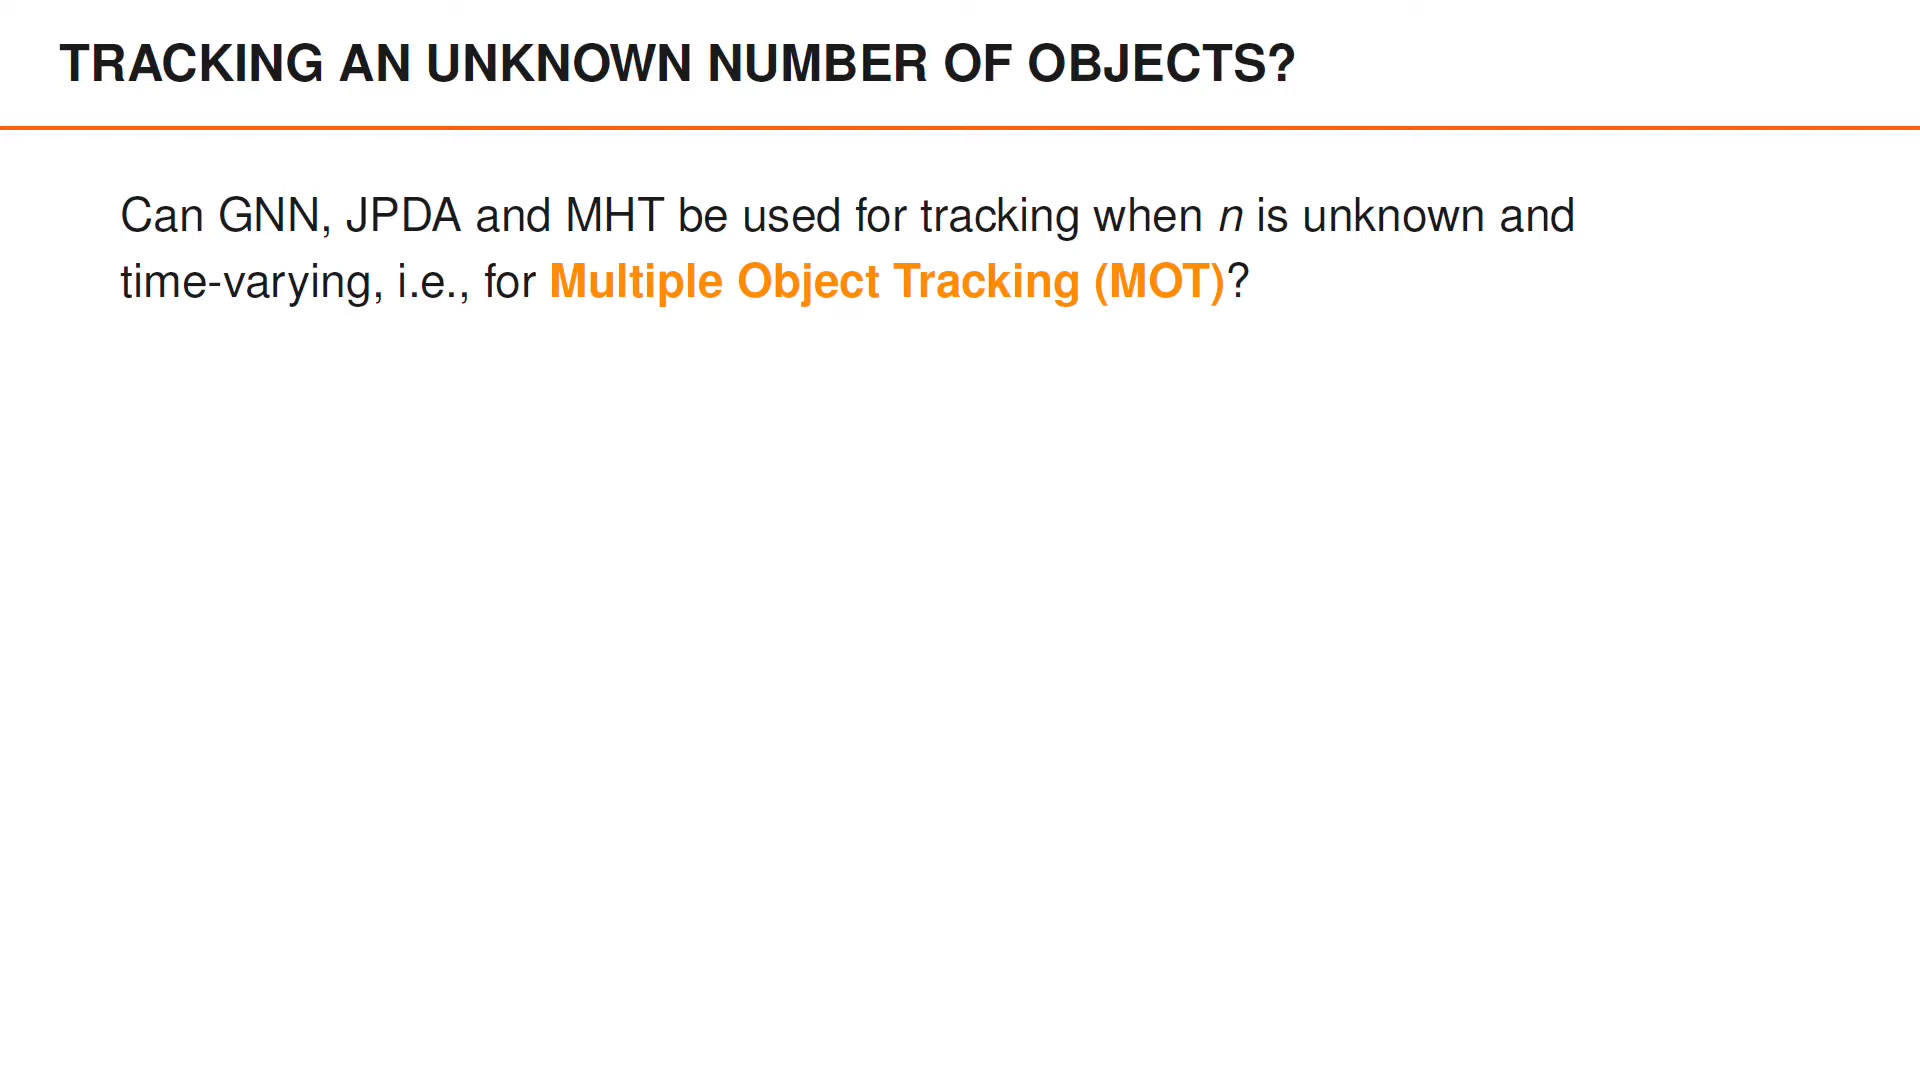 TRACKING AN UNKNOWN NUMBER OF OBJECTS?
Can GNN, JPDA and MHT be used for tracking when n is unknown and
time-varying, i.e., for Multiple Object Tracking (MOT)?